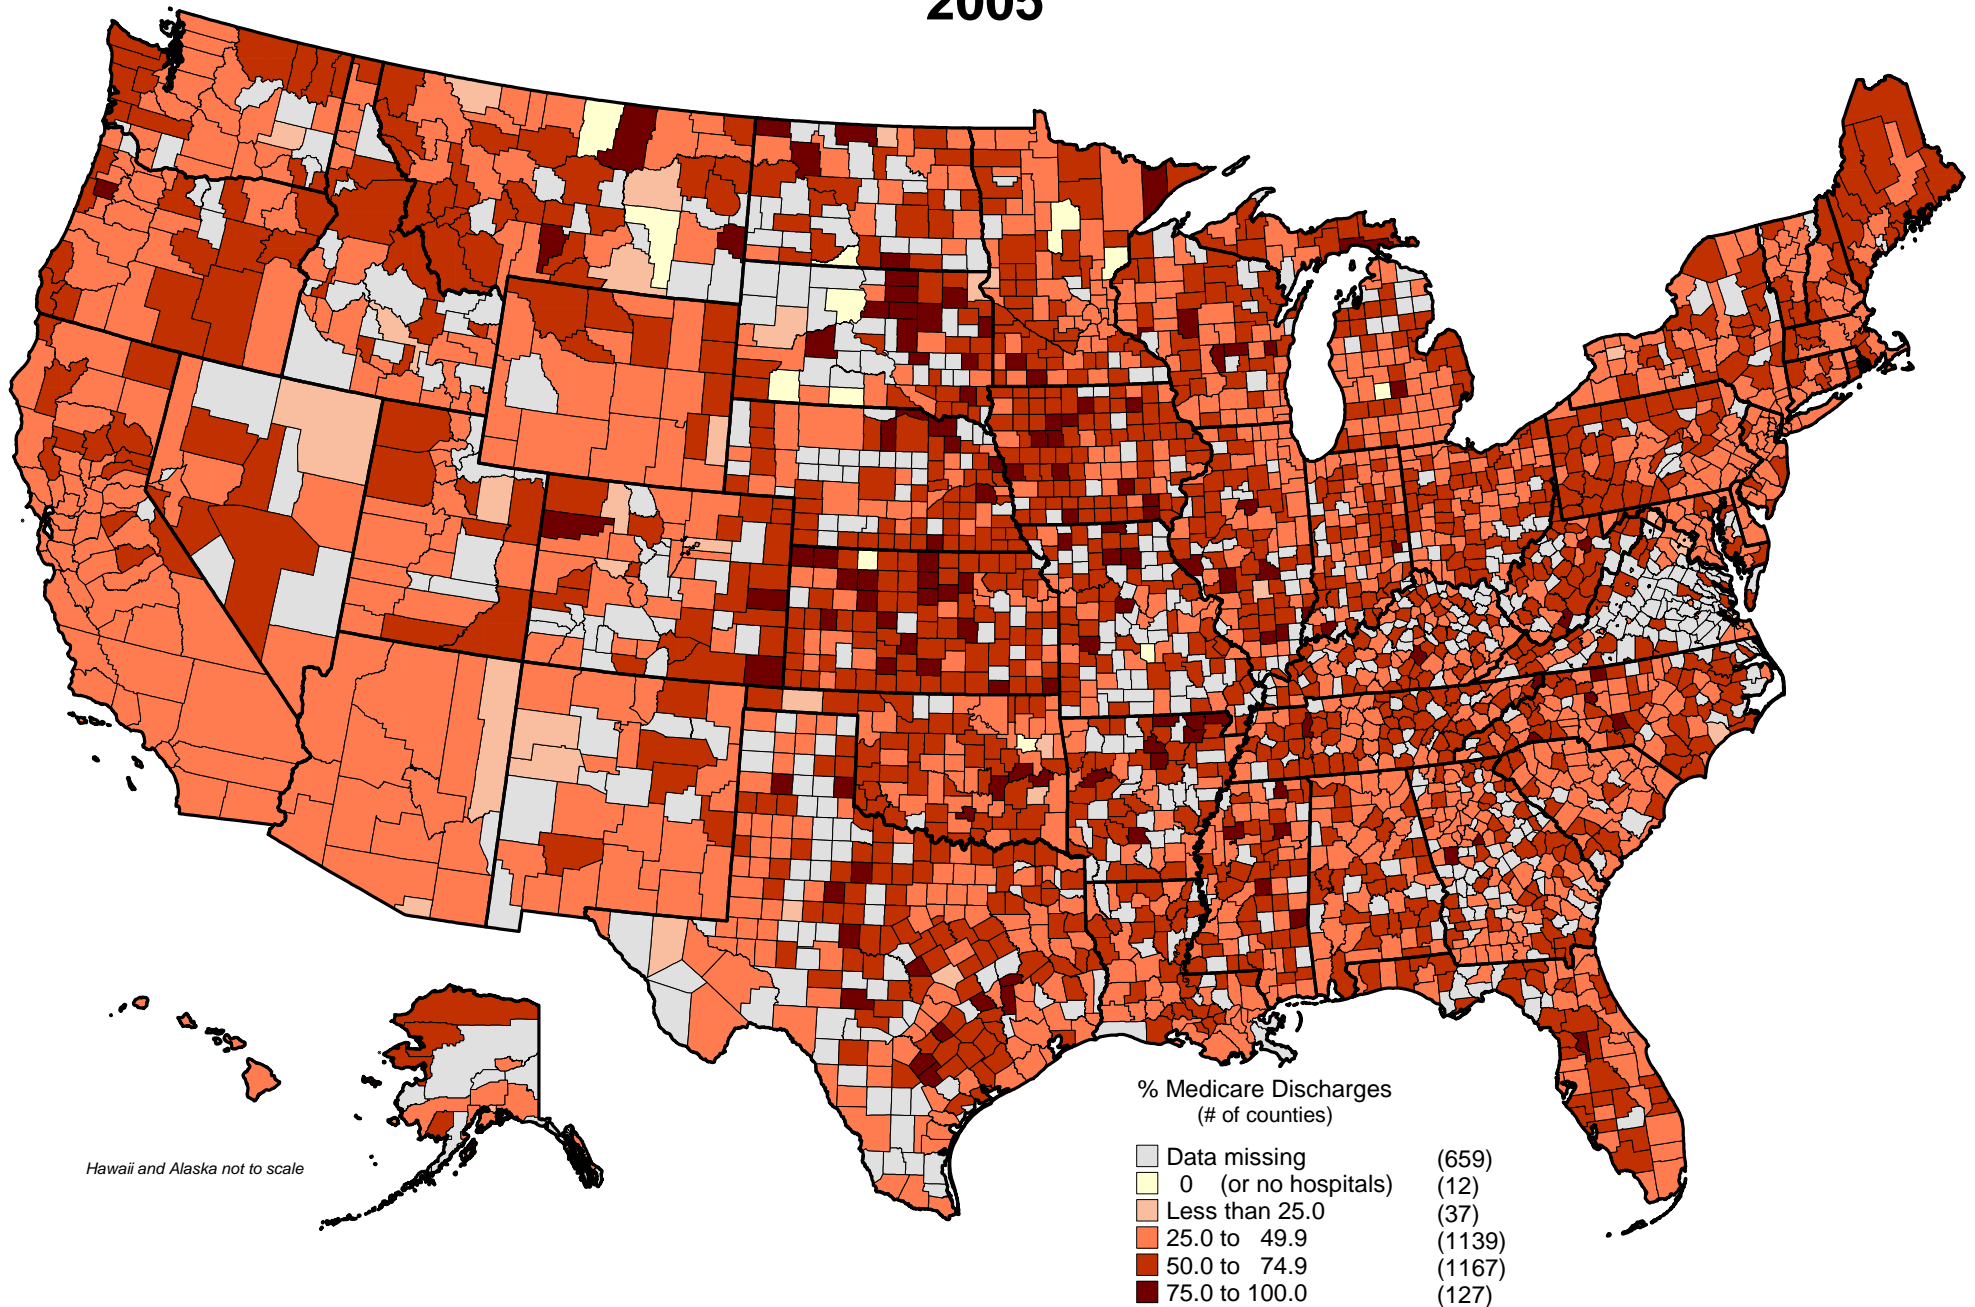 2005
% Medicare Discharges
(# of counties)
Data missing (659)
0 (or no hospitals) (12)
Less than 25.0 (37)
25.0 to 49.9 (1139)
50.0 to 74.9 (1167)
75.0 to 100.0 (127)
Hawaii and Alaska not to scale